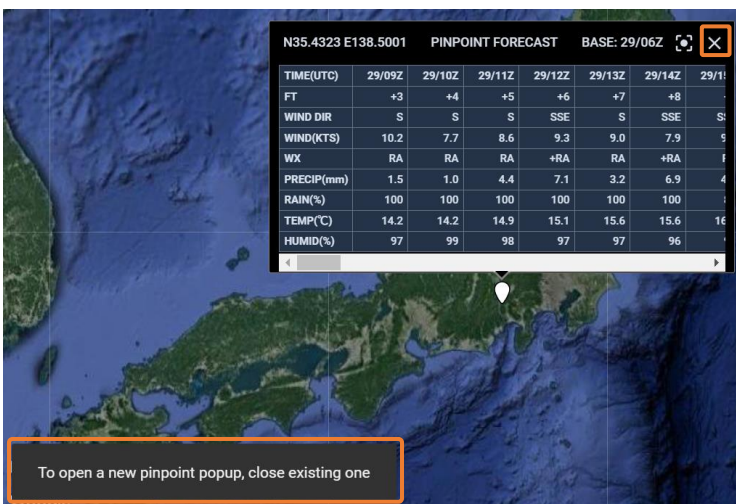 N35.4323 E138.5001 PINPOINT FORECAST BASE: 29/06Z
TIME(UTC) 29/09Z 29/10Z 29/11Z 29/12Z 29/13Z 29/14Z
FT +3 +4 +5 +6 +7 +8
WIND DIR S S S SSE S SSE
WIND(KTS) 10.2 7.7 8.6 9.3 9.0 7.9
WX RA RA RA +RA RA +RA
PRECIP(mm) 1.5 1.0 4.4 7.1 3.2 6.9
RAIN(%) 100 100 100 100 100 100
TEMP(℃) 14.2 14.2 14.9 15.1 15.6 15.6
HUMID(%) 97 99 98 97 97 96
To open a new pinpoint popup, close existing one